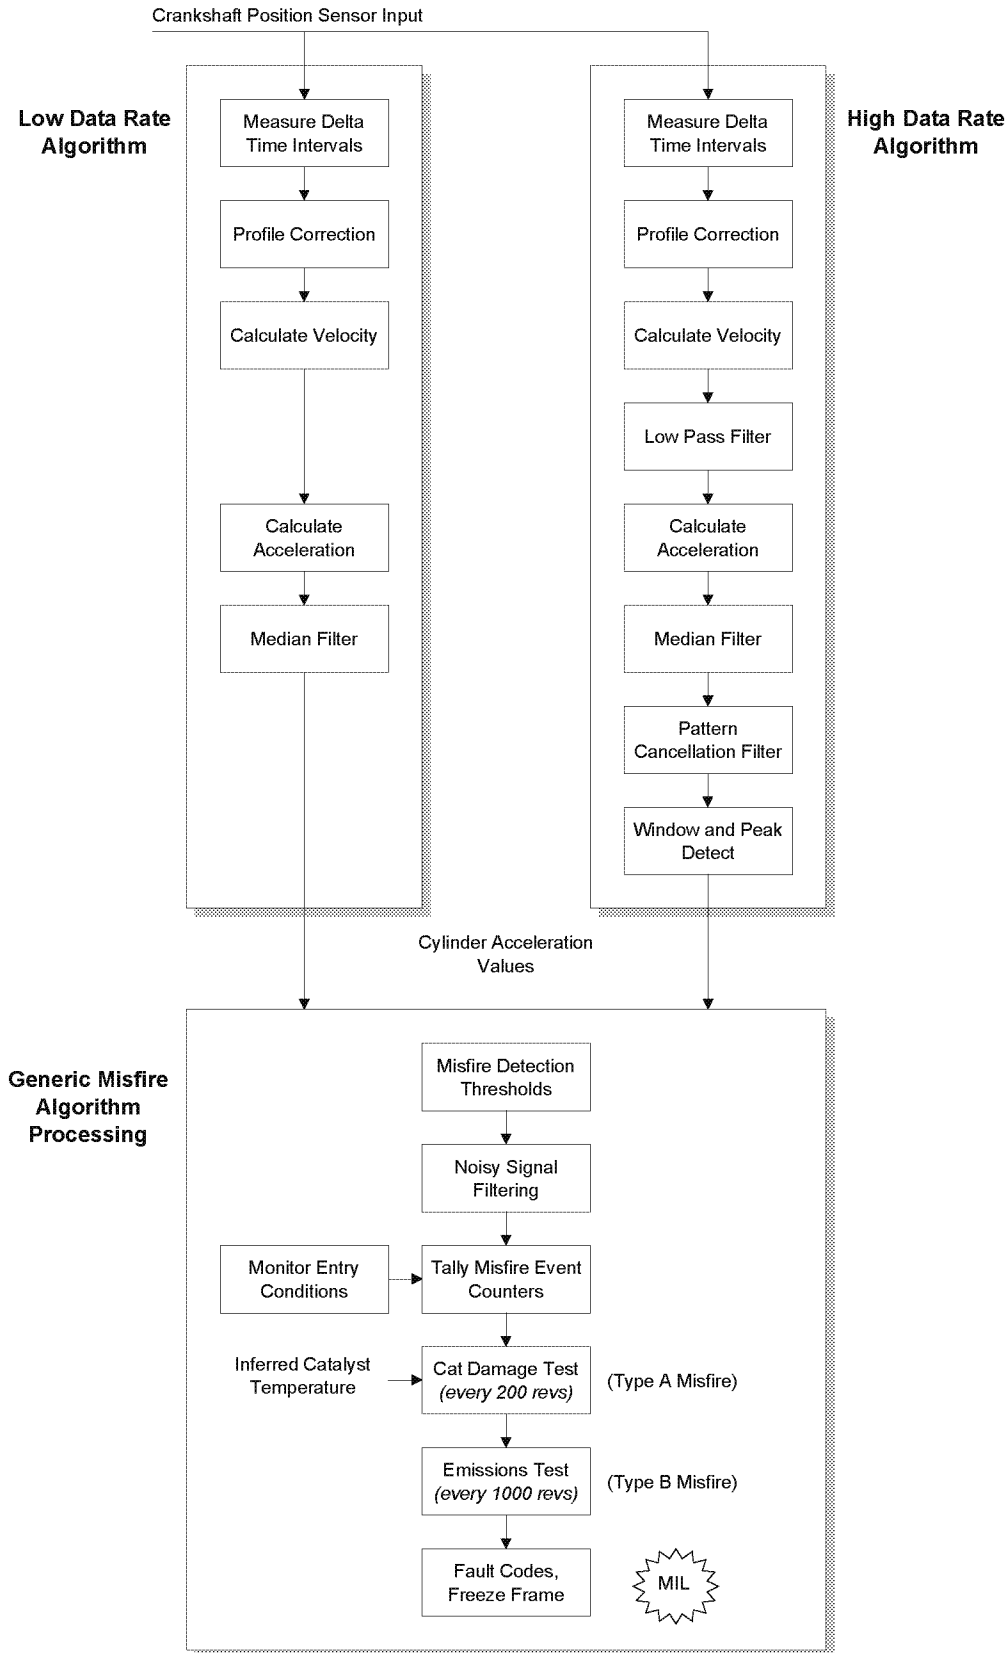 Crankshaft Position Sensor Input
Low Data Rate
Algorithm
Measure Delta
Time Intervals
Profile Correction
Calculate Velocity
Calculate
Acceleration
Median Filter
High Data Rate
Algorithm
Measure Delta
Time Intervals
Profile Correction
Calculate Velocity
Low Pass Filter
Calculate
Acceleration
Median Filter
Pattern
Cancellation Filter
Window and Peak
Detect
Cylinder Acceleration
Values
Generic Misfire
Algorithm
Processing
Misfire Detection
Thresholds
Noisy Signal
Filtering
Monitor Entry
Conditions
Tally Misfire Event
Counters
Inferred Catalyst
Temperature
Cat Damage Test
(every 200 revs)
(Type A Misfire)
Emissions Test
(every 1000 revs)
(Type B Misfire)
Fault Codes,
Freeze Frame
MIL